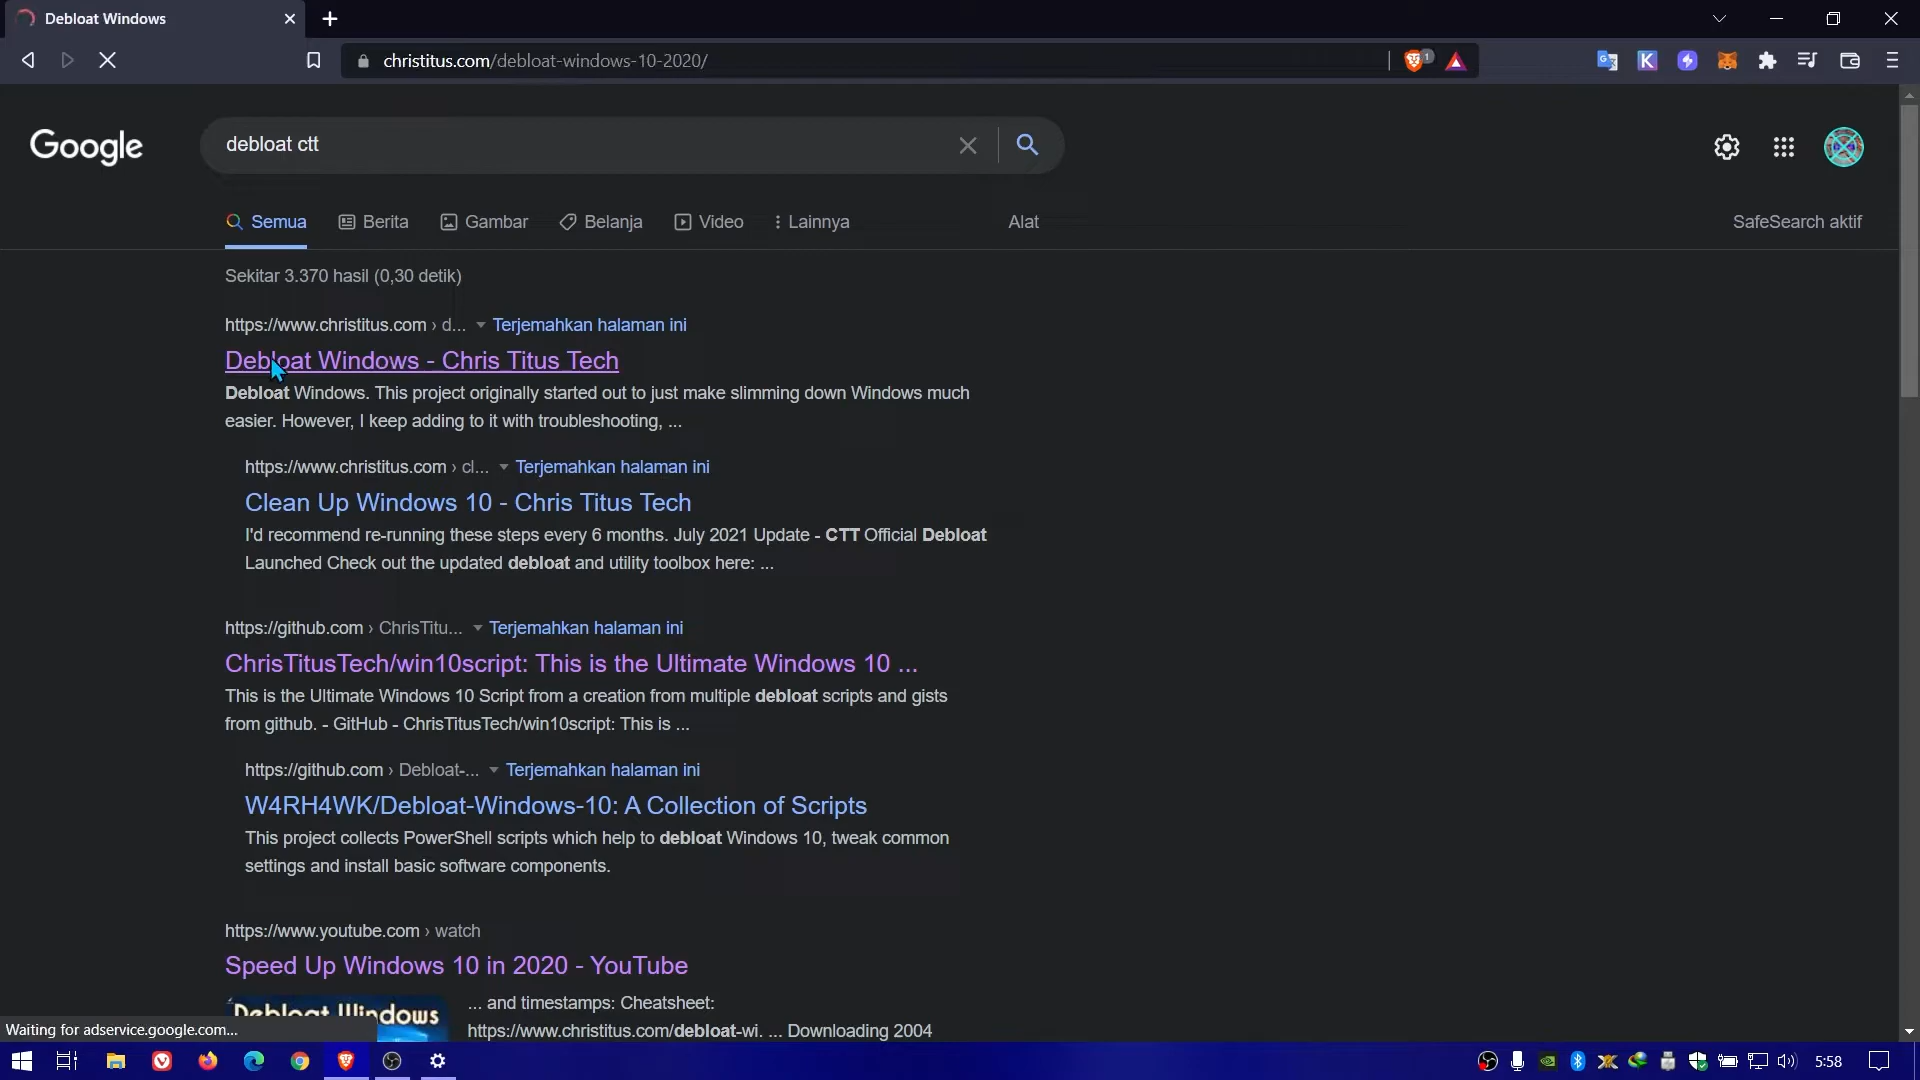 Debloat Windows
christitus.com/debloat-windows-10-2020/
1
Google
debloat ctt
Semua
Berita
Gambar
Belanja
Video
Lainnya
Alat
SafeSearch aktif
Sekitar 3.370 hasil (0,30 detik)
https://www.christitus.com › d... Terjemahkan halaman ini
Debloat Windows - Chris Titus Tech
Debloat Windows. This project originally started out to just make slimming down Windows much
easier. However, I keep adding to it with troubleshooting, ...
https://www.christitus.com › cl... Terjemahkan halaman ini
Clean Up Windows 10 - Chris Titus Tech
I'd recommend re-running these steps every 6 months. July 2021 Update - CTT Official Debloat
Launched Check out the updated debloat and utility toolbox here: ...
https://github.com › ChrisTitu... Terjemahkan halaman ini
ChrisTitusTech/win10script: This is the Ultimate Windows 10 ...
This is the Ultimate Windows 10 Script from a creation from multiple debloat scripts and gists
from github. - GitHub - ChrisTitusTech/win10script: This is ...
https://github.com › Debloat-... Terjemahkan halaman ini
W4RH4WK/Debloat-Windows-10: A Collection of Scripts
This project collects PowerShell scripts which help to debloat Windows 10, tweak common
settings and install basic software components.
https://www.youtube.com › watch
Speed Up Windows 10 in 2020 - YouTube
Debloat Windows
... and timestamps: Cheatsheet:
https://www.christitus.com/debloat-wi. ... Downloading 2004
Waiting for adservice.google.com...
5:58